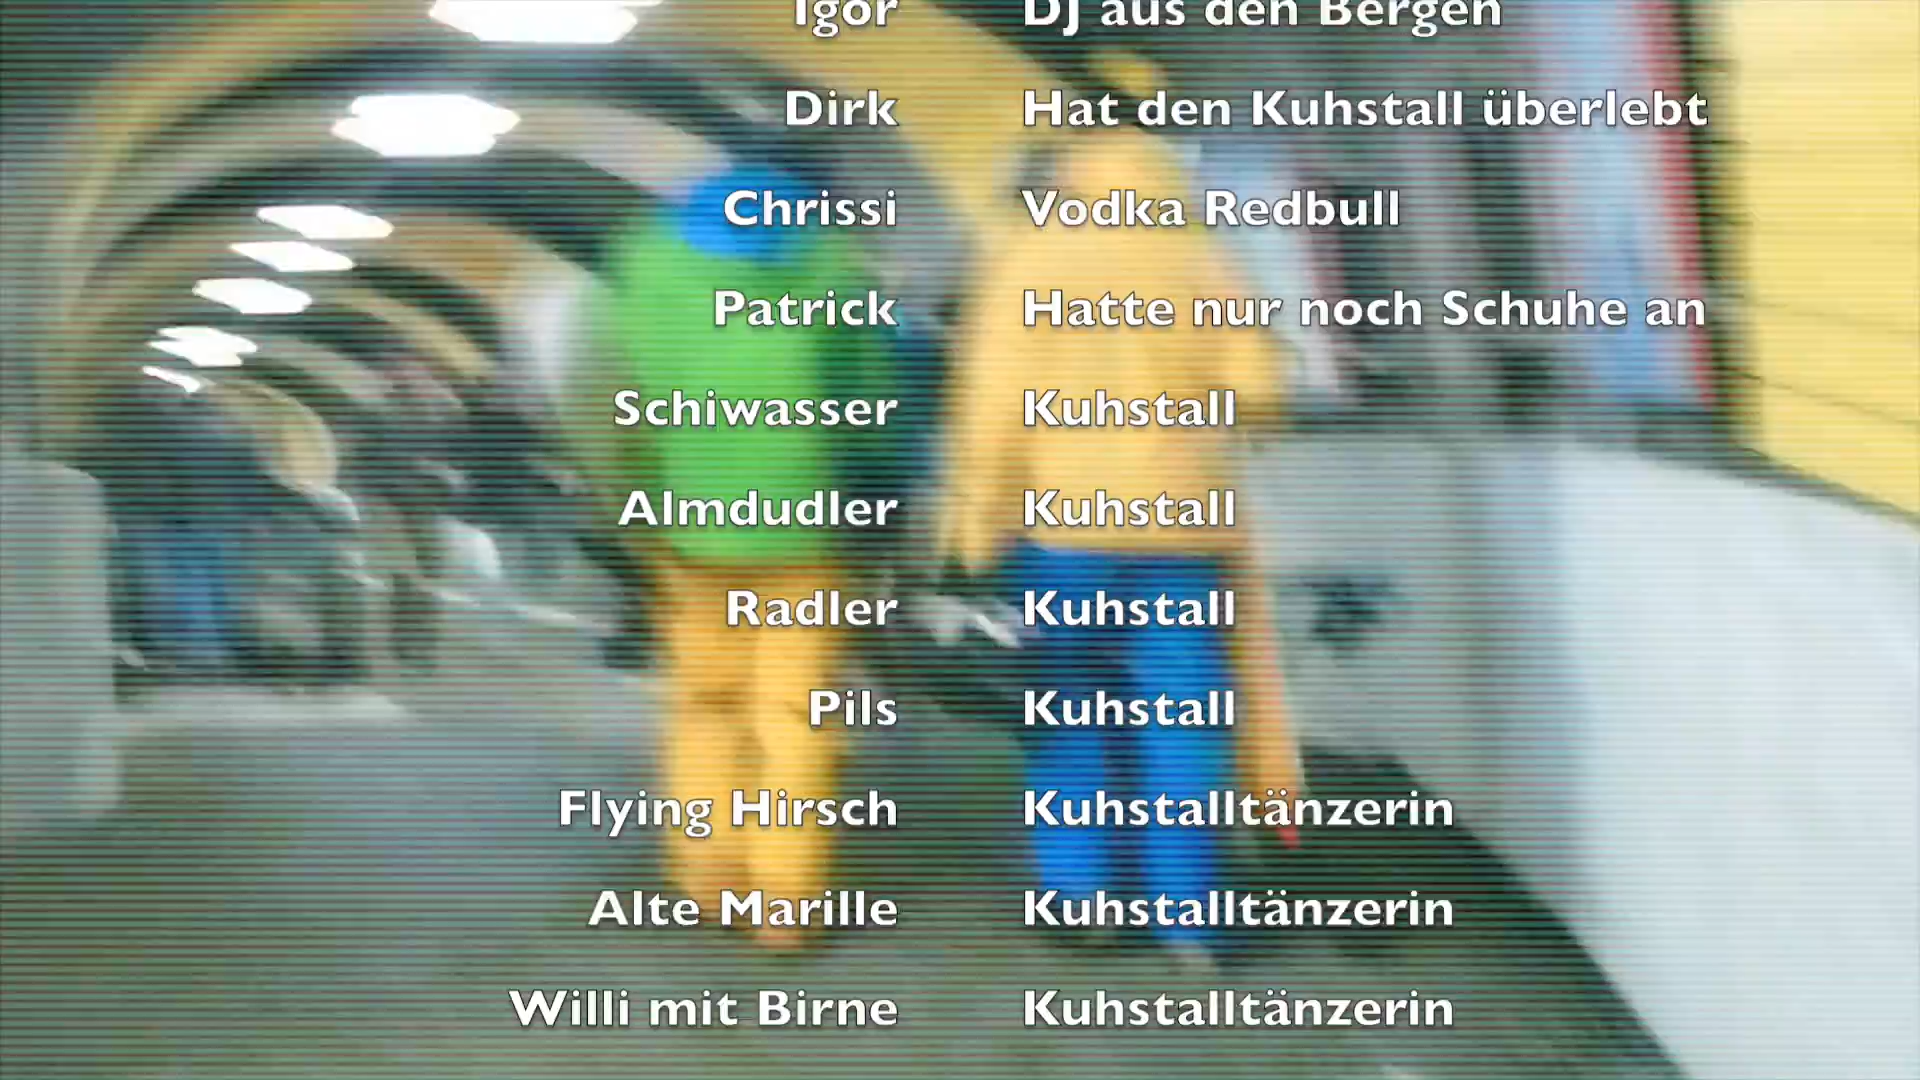 Igor DJ aus den Bergen
Dirk Hat den Kuhstall überlebt
Chrissi Vodka Redbull
Patrick Hatte nur noch Schuhe an
Schiwasser Kuhstall
Almdudler Kuhstall
Radler Kuhstall
Pils Kuhstall
Flying Hirsch Kuhstalltänzerin
Alte Marille Kuhstalltänzerin
Willi mit Birne Kuhstalltänzerin